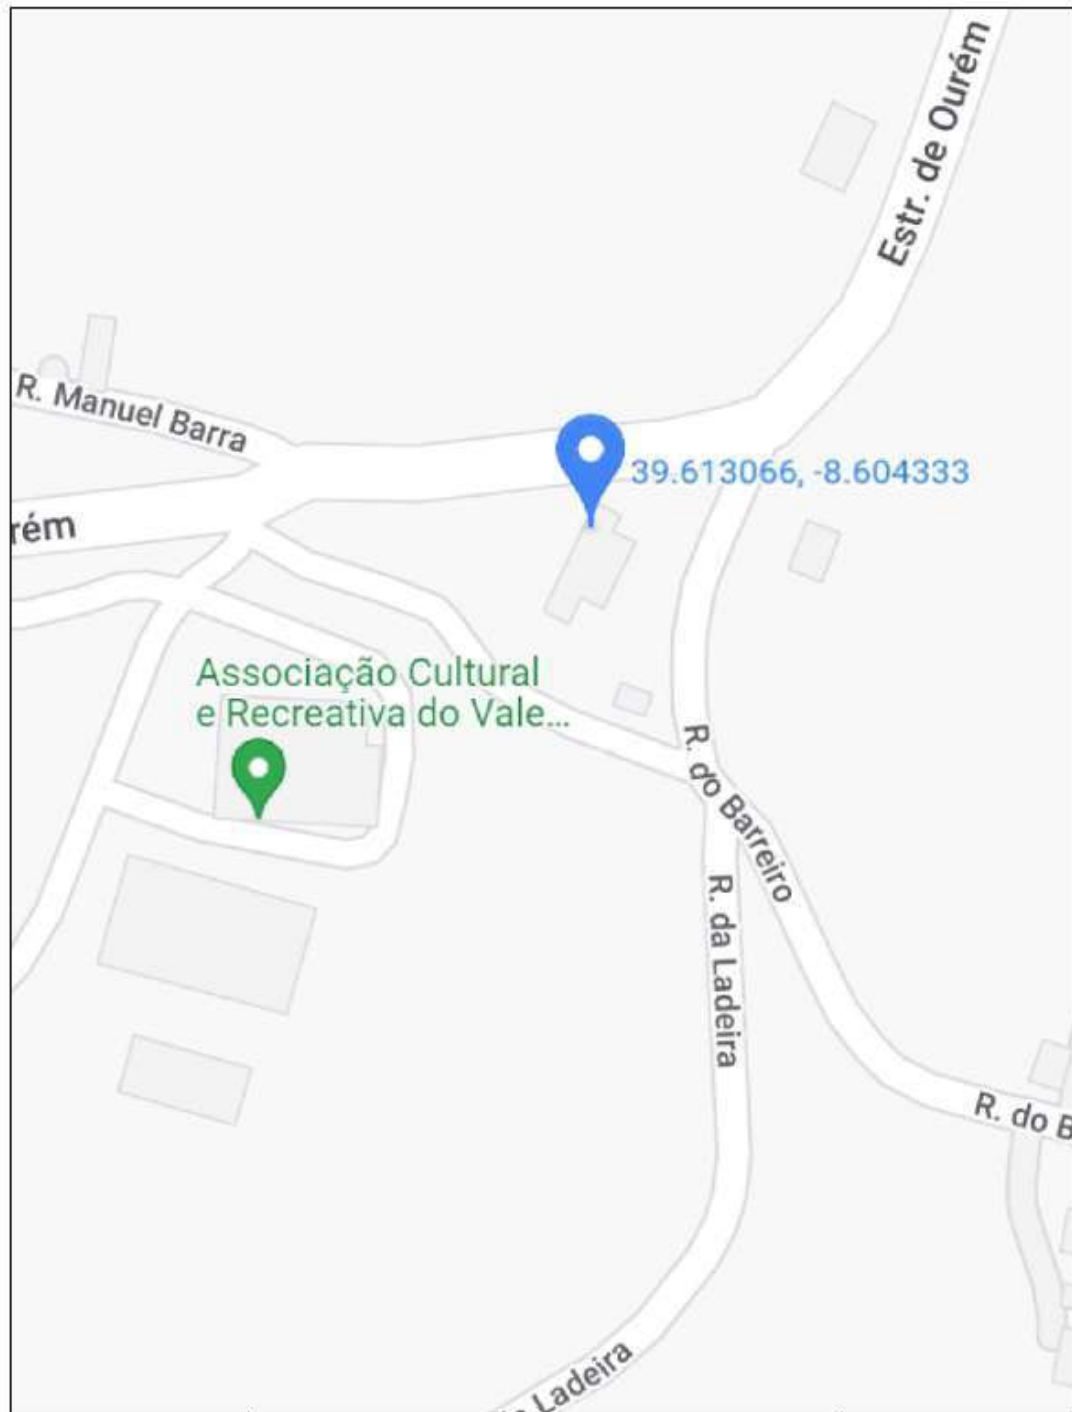 Estr. de Ourém
R. Manuel Barra
39.613066, -8.604333
rém
Associação Cultural
e Recreativa do Vale...
R. do Barreiro
R. da Ladeira
R. do B
Ladeira